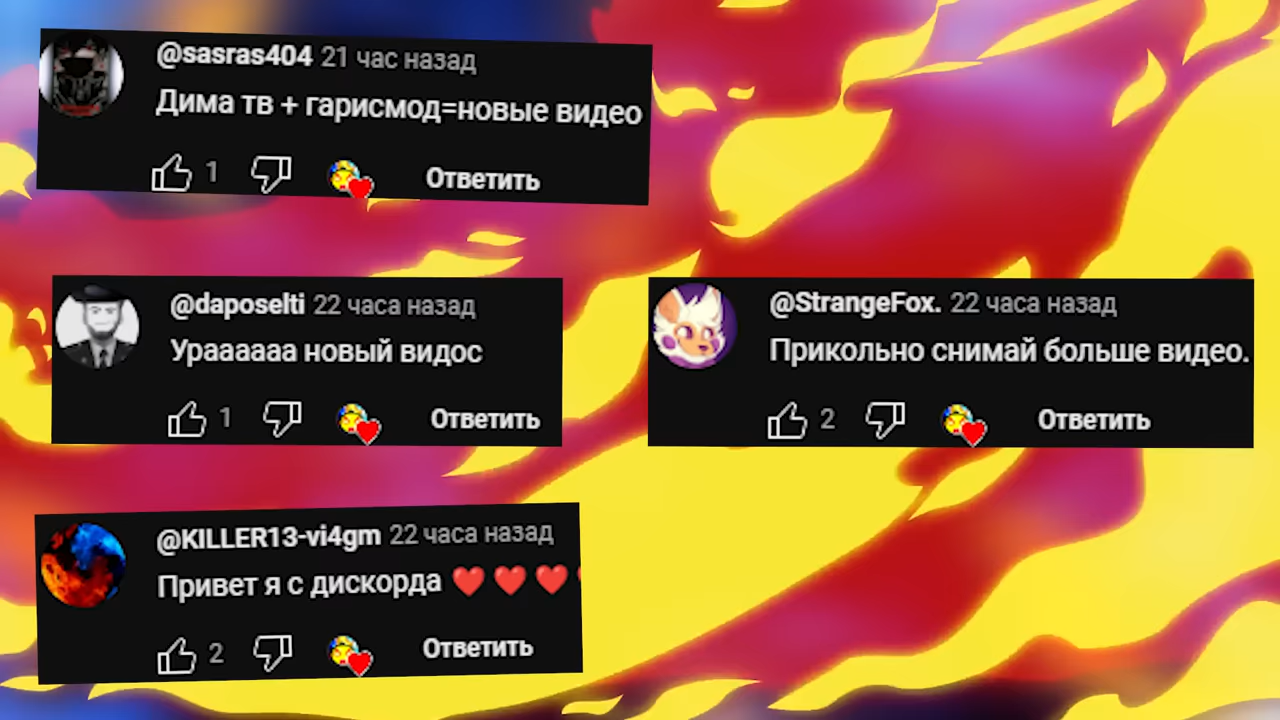 @sasras404 21 час назад
Дима тв + гарисмод=новые видео
1 Ответить
@daposelti 22 часа назад
Ураааааа новый видос
1 Ответить
@StrangeFox. 22 часа назад
Прикольно снимай больше видео.
2 Ответить
@KILLER13-vi4gm 22 часа назад
Привет я с дискорда ❤️ ❤️ ❤️
2 Ответить